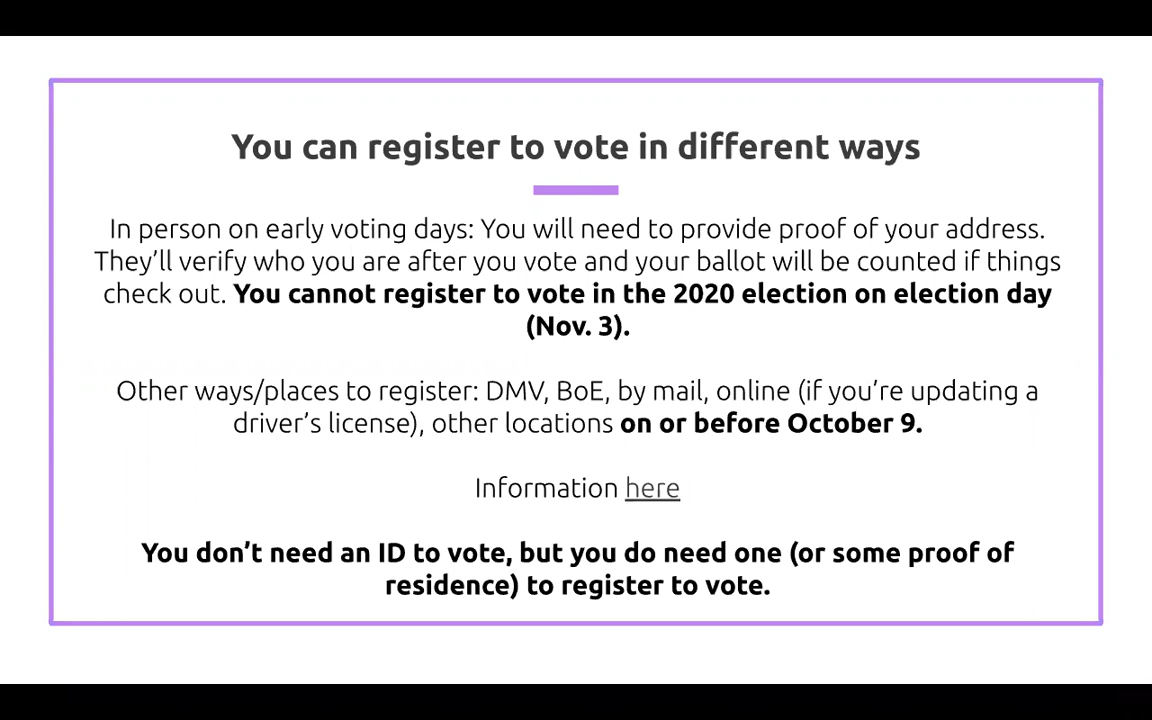 You can register to vote in different ways
In person on early voting days: You will need to provide proof of your address.
They’ll verify who you are after you vote and your ballot will be counted if things
check out. You cannot register to vote in the 2020 election on election day
(Nov. 3).
Other ways/places to register: DMV, BoE, by mail, online (if you’re updating a
driver’s license), other locations on or before October 9.
Information here
You don’t need an ID to vote, but you do need one (or some proof of
residence) to register to vote.